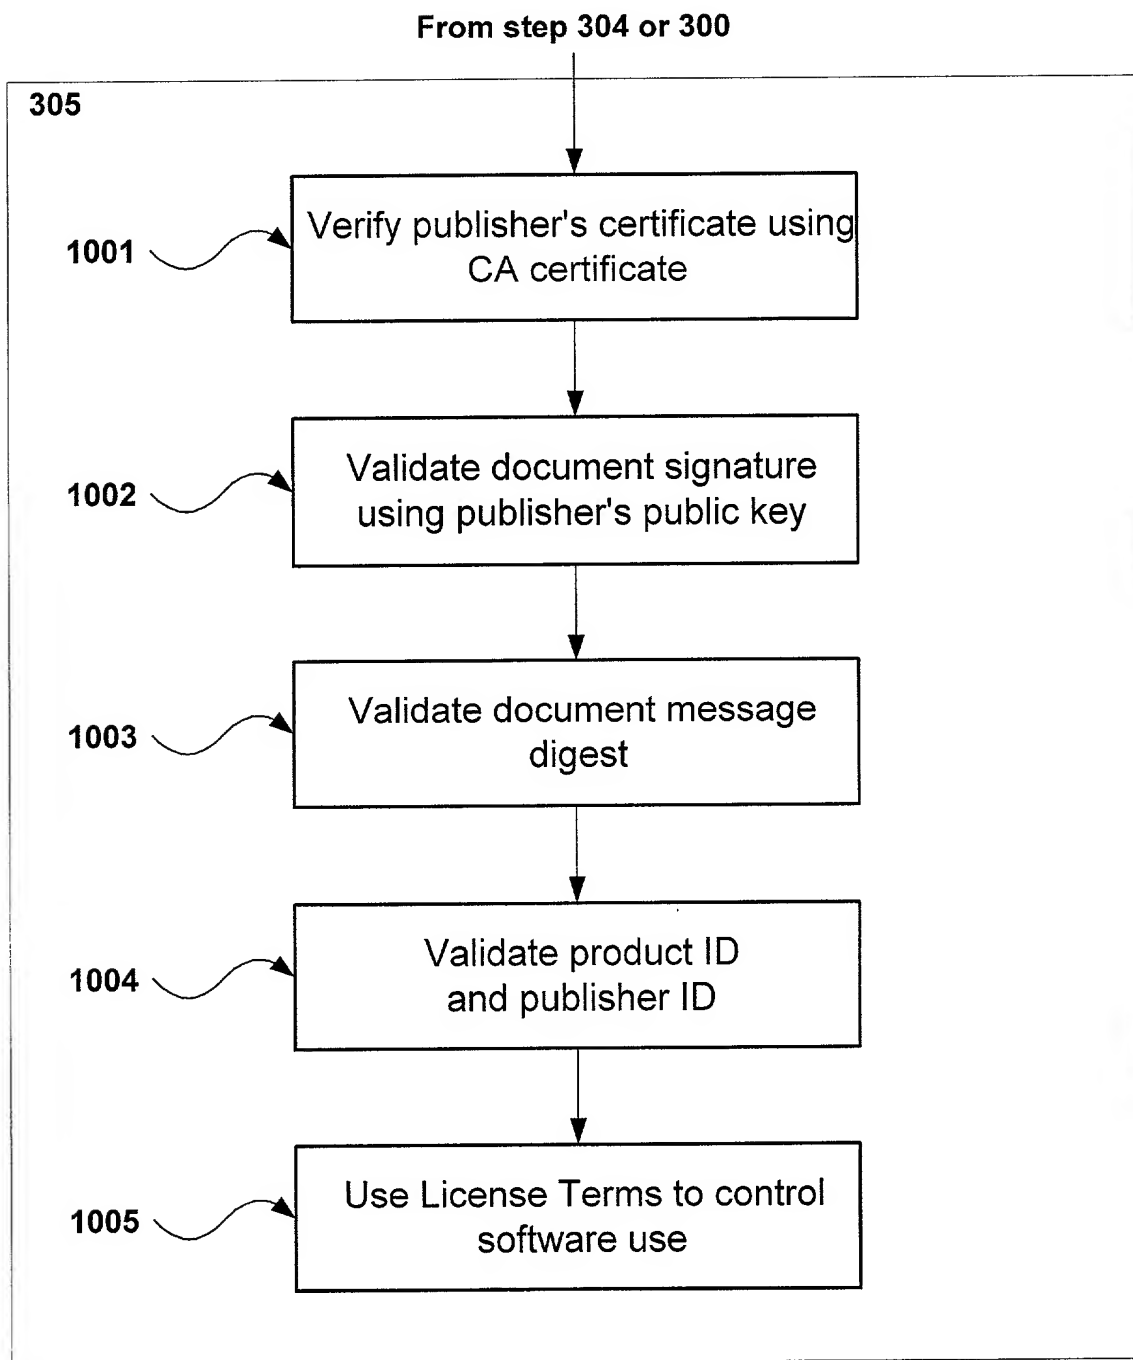 From step 304 or 300
305
1001
Verify publisher's certificate using
CA certificate
1002
Validate document signature
using publisher's public key
1003
Validate document message
digest
1004
Validate product ID
and publisher ID
1005
Use License Terms to control
software use